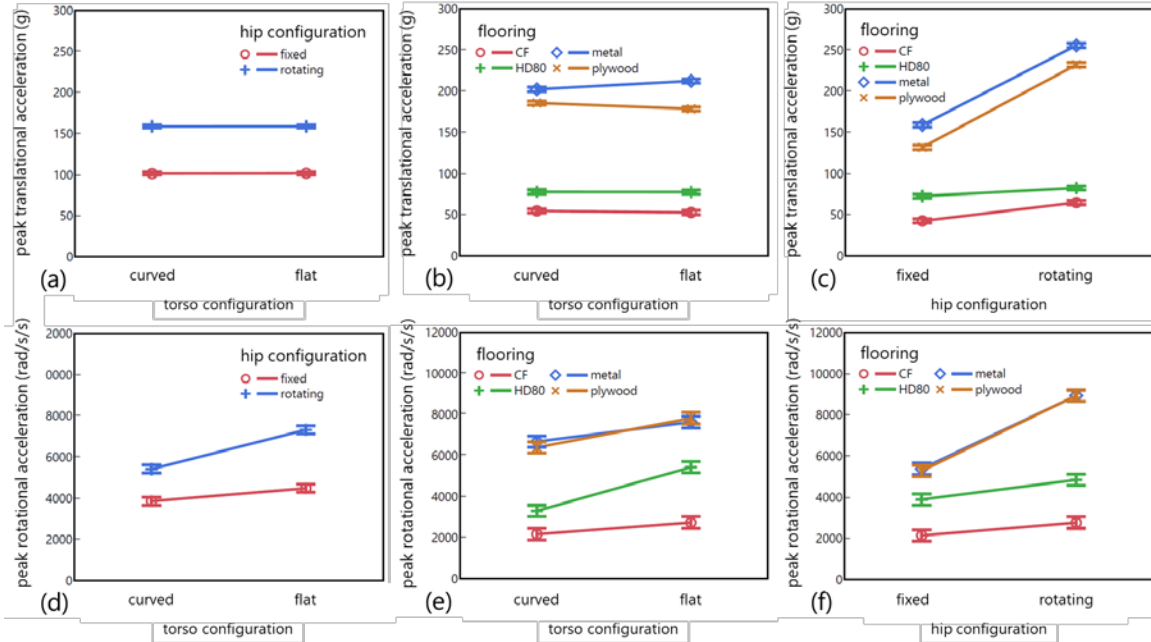 peak translational acceleration (g)
300
250
200
150
100
50
0
hip configuration
fixed
rotating
(a)
curved
flat
torso configuration
peak translational acceleration (g)
300
250
200
150
100
50
0
flooring
CF
metal
HD80
plywood
(b)
curved
flat
torso configuration
peak translational acceleration (g)
300
250
200
150
100
50
0
flooring
CF
HD80
metal
plywood
(c)
fixed
rotating
hip configuration
peak rotational acceleration (rad/s/s)
2000
10000
8000
6000
4000
2000
0
hip configuration
fixed
rotating
(d)
curved
flat
torso configuration
peak rotational acceleration (rad/s/s)
12000
10000
8000
6000
4000
2000
0
flooring
CF
metal
HD80
plywood
(e)
curved
flat
torso configuration
peak rotational acceleration (rad/s/s)
12000
10000
8000
6000
4000
2000
0
flooring
CF
metal
HD80
plywood
(f)
fixed
rotating
hip configuration